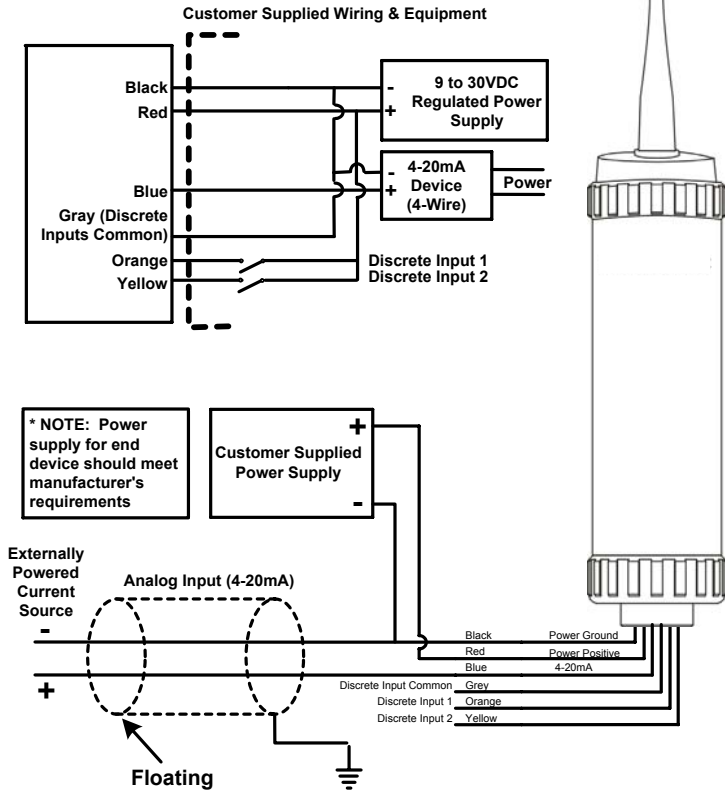 Customer Supplied Wiring & Equipment
Black
Red
Blue
Gray (Discrete
Inputs Common)
Orange
Yellow
-
+
9 to 30VDC
Regulated Power
Supply
-
+
4-20mA
Device
(4-Wire)
Power
Discrete Input 1
Discrete Input 2
* NOTE: Power
supply for end
device should meet
manufacturer's
requirements
Customer Supplied
Power Supply
+
-
Externally
Powered
Current
Source
-
+
Analog Input (4-20mA)
Floating
Black Power Ground
Red Power Positive
Blue 4-20mA
Discrete Input Common Grey
Discrete Input 1 Orange
Discrete Input 2 Yellow